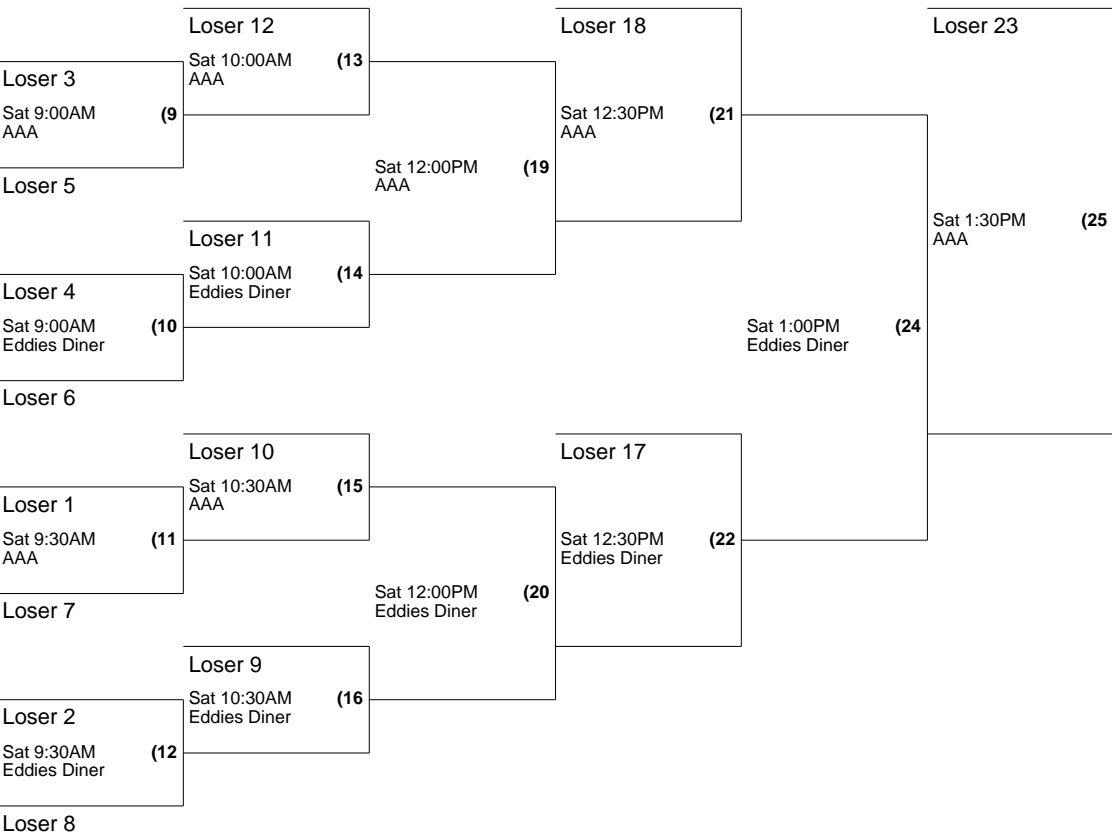 Loser 12
Loser 18
Loser 23
Sat 10:00AM (13
AAA
Loser 3
Sat 9:00AM (9
AAA
Sat 12:30PM (21
AAA
Sat 12:00PM (19
AAA
Loser 5
Loser 11
Sat 1:30PM (25
AAA
Sat 10:00AM (14
Eddies Diner
Loser 4
Sat 9:00AM (10
Eddies Diner
Sat 1:00PM (24
Eddies Diner
Loser 6
Loser 10
Loser 17
Sat 10:30AM (15
AAA
Loser 1
Sat 9:30AM (11
AAA
Sat 12:30PM (22
Eddies Diner
Sat 12:00PM (20
Eddies Diner
Loser 7
Loser 9
Sat 10:30AM (16
Eddies Diner
Loser 2
Sat 9:30AM (12
Eddies Diner
Loser 8